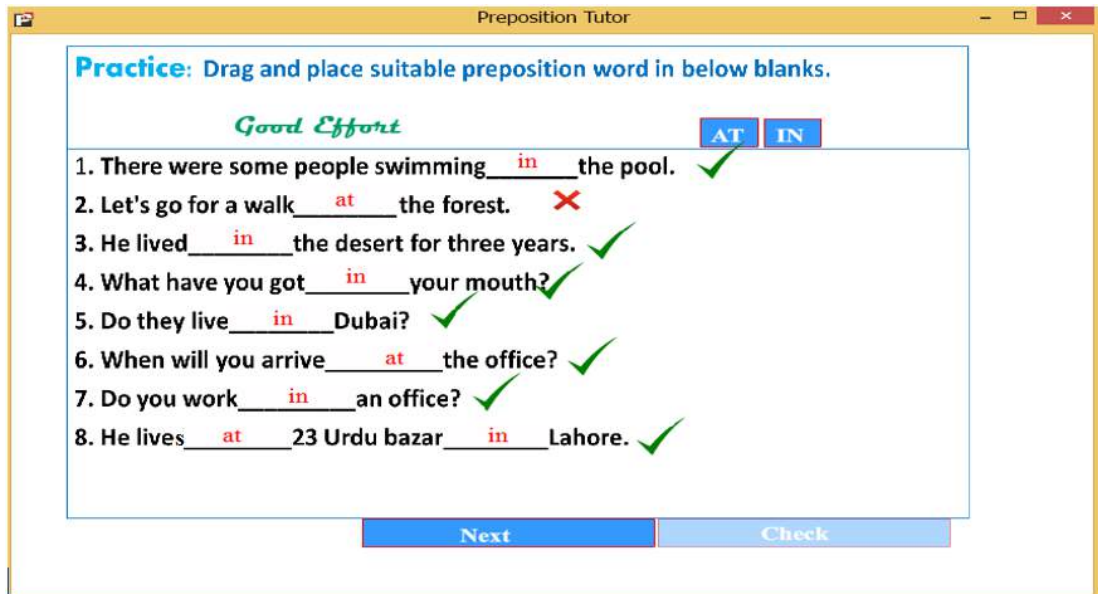 Preposition Tutor
Practice: Drag and place suitable preposition word in below blanks.
Good Effort AT IN
1. There were some people swimming in the pool.
2. Let's go for a walk at the forest.
3. He lived in the desert for three years.
4. What have you got in your mouth?
5. Do they live in Dubai?
6. When will you arrive at the office?
7. Do you work in an office?
8. He lives at 23 Urdu bazar in Lahore.
Next Check